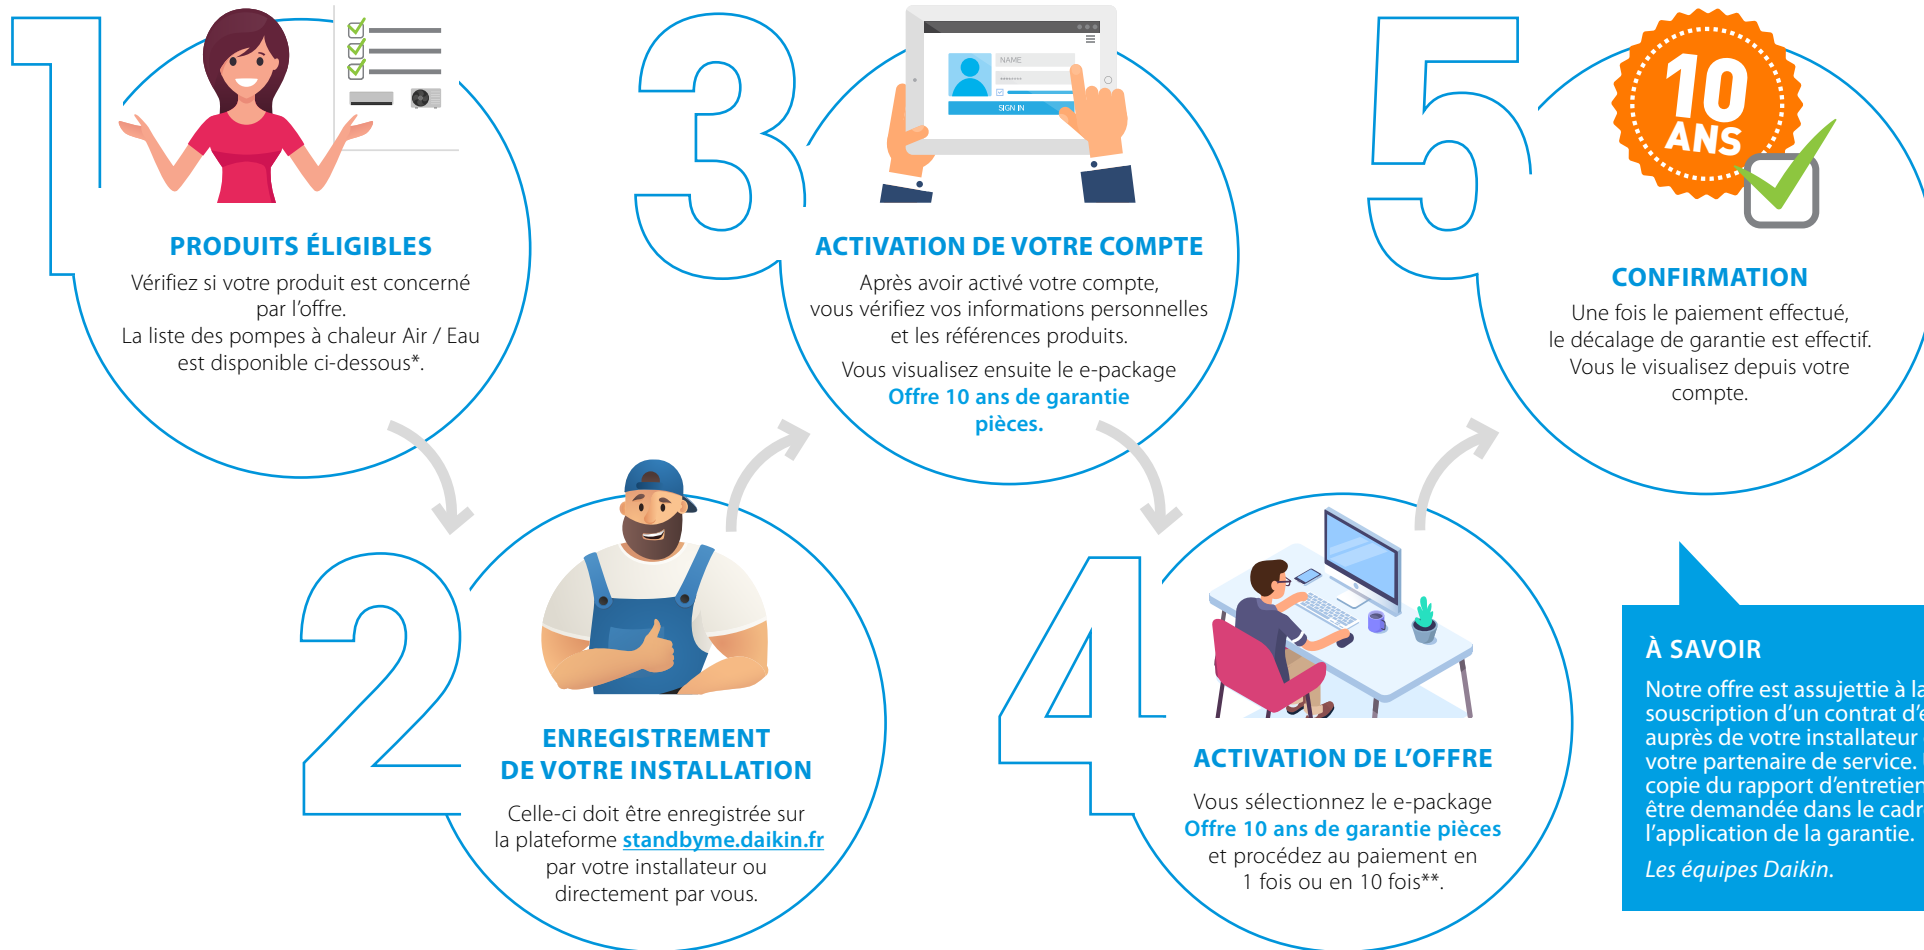 1
PRODUITS ÉLIGIBLES
Vérifiez si votre produit est concerné
par l'offre.
La liste des pompes à chaleur Air / Eau
est disponible ci-dessous*.
2
ENREGISTREMENT
DE VOTRE INSTALLATION
Celle-ci doit être enregistrée sur
la plateforme standbyme.daikin.fr
par votre installateur ou
directement par vous.
3
NAME
********
SIGN IN
ACTIVATION DE VOTRE COMPTE
Après avoir activé votre compte,
vous vérifiez vos informations personnelles
et les références produits.
Vous visualisez ensuite le e-package
Offre 10 ans de garantie
pièces.
4
ACTIVATION DE L'OFFRE
Vous sélectionnez le e-package
Offre 10 ans de garantie pièces
et procédez au paiement en
1 fois ou en 10 fois**.
5
10
ANS
CONFIRMATION
Une fois le paiement effectué,
le décalage de garantie est effectif.
Vous le visualisez depuis votre
compte.
À SAVOIR
Notre offre est assujettie à la
souscription d'un contrat
auprès de votre installateur
votre partenaire de service.
copie du rapport d'entretien
être demandée dans le
l'application de la garantie.
Les équipes Daikin.